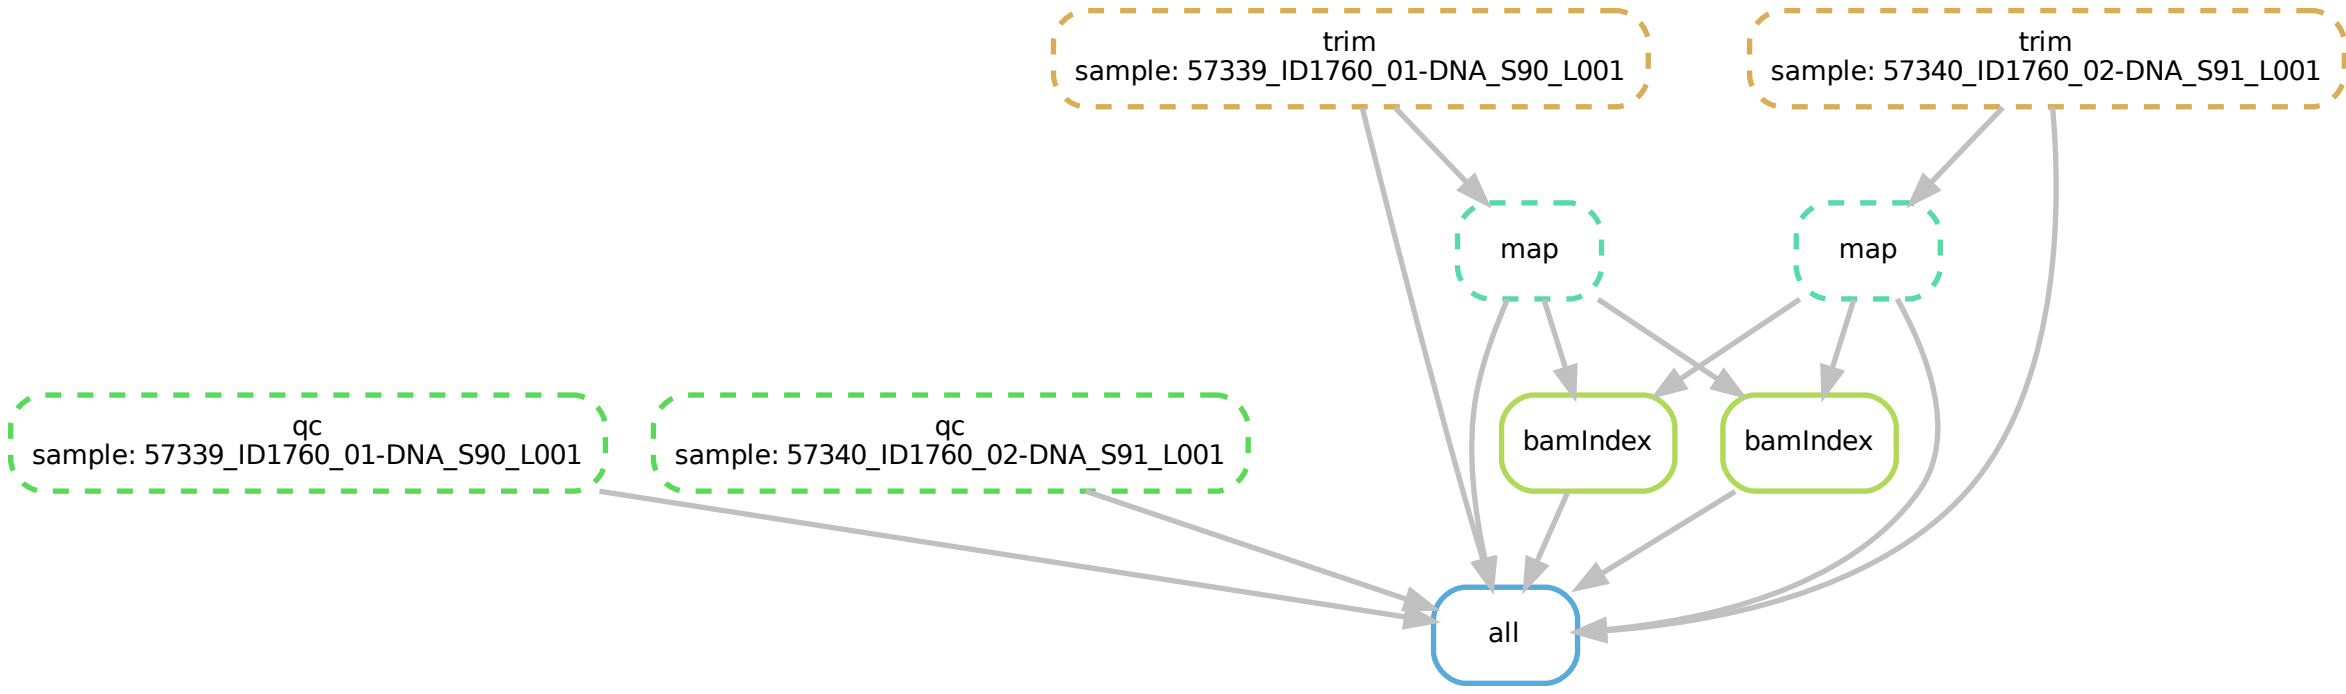 trim
sample: 57339_ID1760_01-DNA_S90_L001
trim
sample: 57340_ID1760_02-DNA_S91_L001
map
map
qc
sample: 57339_ID1760_01-DNA_S90_L001
qc
sample: 57340_ID1760_02-DNA_S91_L001
bamIndex
bamIndex
all